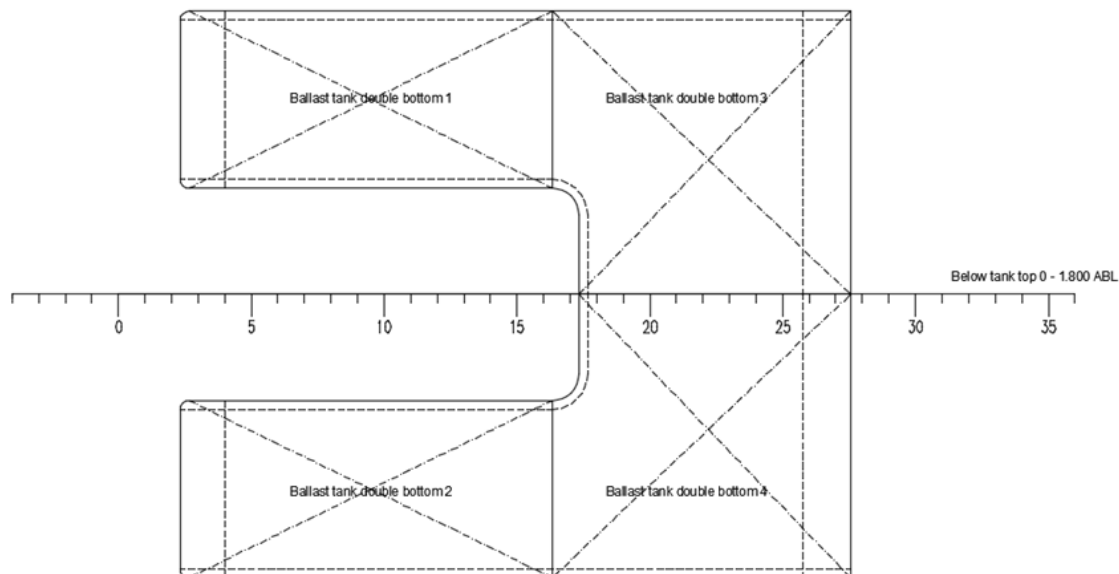 Ballast tank double bottom 1
Ballast tank double bottom 3
Below tank top 0 - 1.800 ABL
0 5 10 15 20 25 30 35
Ballast tank double bottom 2
Ballast tank double bottom 4